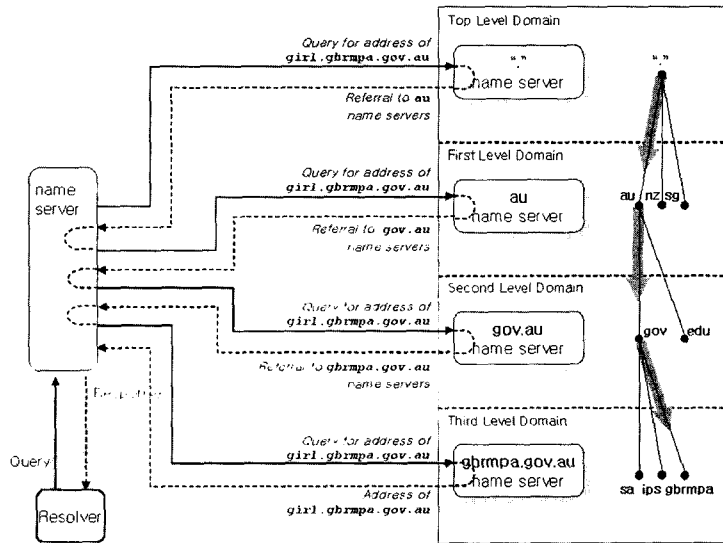 Top Level Domain
Query for address of
girl.gbrmpa.gov.au
"."
name server
"."
Referral to au
name servers
First Level Domain
Query for address of
girl.gbrmpa.gov.au
au
name server
au nz sg
name
server
Referral to gov.au
name servers
Second Level Domain
Query for address of
girl.gbrmpa.gov.au
gov.au
name server
gov edu
Referral to gbrmpa.gov.au
name servers
Response
Third Level Domain
Query for address of
girl.gbrmpa.gov.au
gbrmpa.gov.au
name server
sa ips gbrmpa
Query
Address of
girl.gbrmpa.gov.au
Resolver